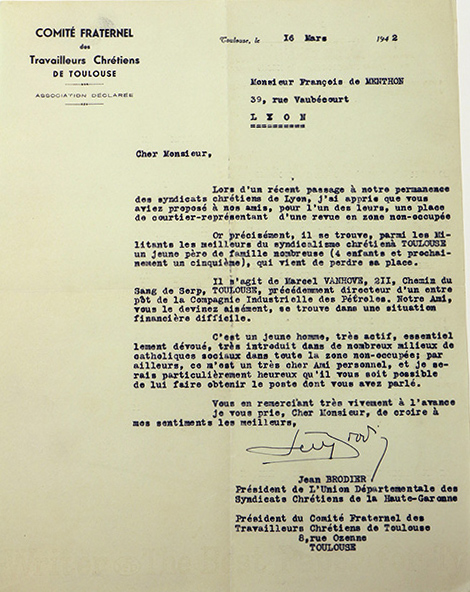 COMITÉ FRATERNEL
des
Travailleurs Chrétiens
DE TOULOUSE
ASSOCIATION DÉCLARÉE
Toulouse, le 16 Mars 1942
Monsieur François de MENTHON
39, rue Vaubécourt
L Y O N
Cher Monsieur,
Lors d'un récent passage à notre permanence
des syndicats chrétiens de Lyon, j'ai appris que vous
aviez proposé à nos amis, pour l'un des leurs, une place
de courtier-représentant d'une revue en zone non-occupée
Or précisément, il se trouve, parmi les Mi-
litants les meilleurs du syndicalisme chrétienà TOULOUSE
un jeune père de famille nombreuse (4 enfants et prochai-
nement un cinquième), qui vient de perdre sa place.
Il s'agit de Marcel VANHOVE, 2II, Chemin du
Sang de Serp, TOULOUSE, précédemment directeur d'un entre
pôt de la Compagnie Industrielle des Pétroles. Notre Ami,
vous le devinez aisément, se trouve dans une situation
financière difficile.
C'est un jeune homme, très actif, essentiel
lement dévoué, très introduit dans de nombreux milieux de
catholiques sociaux dans toute la zone non-occupée; par
ailleurs, ce m'est un très cher Ami personnel, et je se-
rais particulièrement heureux qu'il vous soit possible
de lui faire obtenir le poste dont vous avez parlé.
Vous en remerciant très vivement à l'avance
je vous prie, Cher Monsieur, de croire à
mes sentiments les meilleurs,
Jean BRODIER
Président de L'Union Départementale des
Syndicats Chrétiens de la Haute-Garonne
Président du Comité Fraternel des
Travailleurs Chrétiens de Toulouse
8, rue Ozenne
TOULOUSE